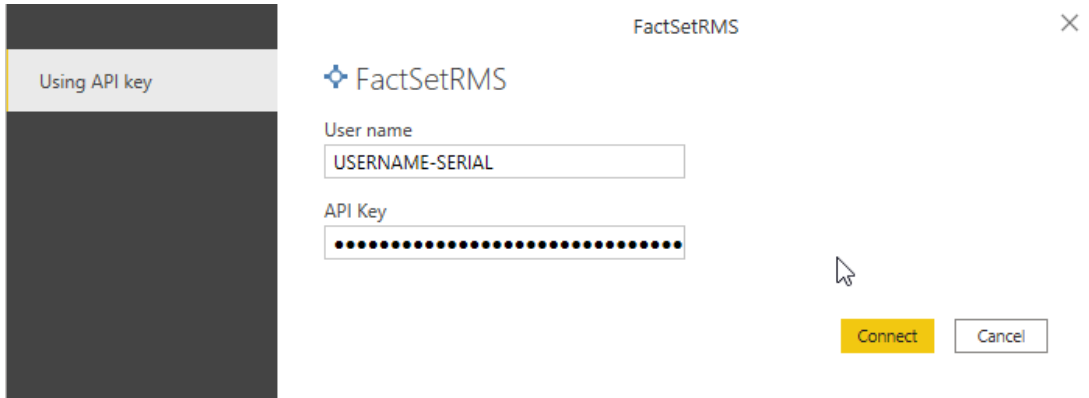 FactSetRMS
Using API key
FactSetRMS
User name
USERNAME-SERIAL
API Key
Connect
Cancel